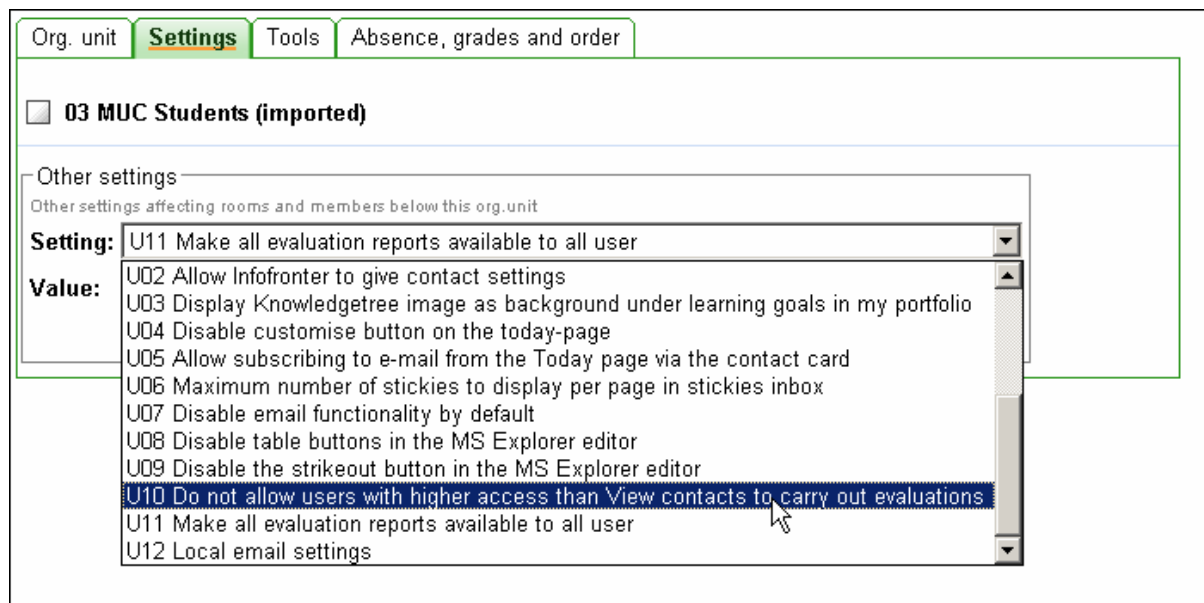 Org. unit Settings Tools Absence, grades and order
03 MUC Students (imported)
Other settings
Other settings affecting rooms and members below this org.unit
Setting: U11 Make all evaluation reports available to all user
Value:
U02 Allow Infofronter to give contact settings
U03 Display Knowledgetree image as background under learning goals in my portfolio
U04 Disable customise button on the today-page
U05 Allow subscribing to e-mail from the Today page via the contact card
U06 Maximum number of stickies to display per page in stickies inbox
U07 Disable email functionality by default
U08 Disable table buttons in the MS Explorer editor
U09 Disable the strikeout button in the MS Explorer editor
U10 Do not allow users with higher access than View contacts to carry out evaluations
U11 Make all evaluation reports available to all user
U12 Local email settings